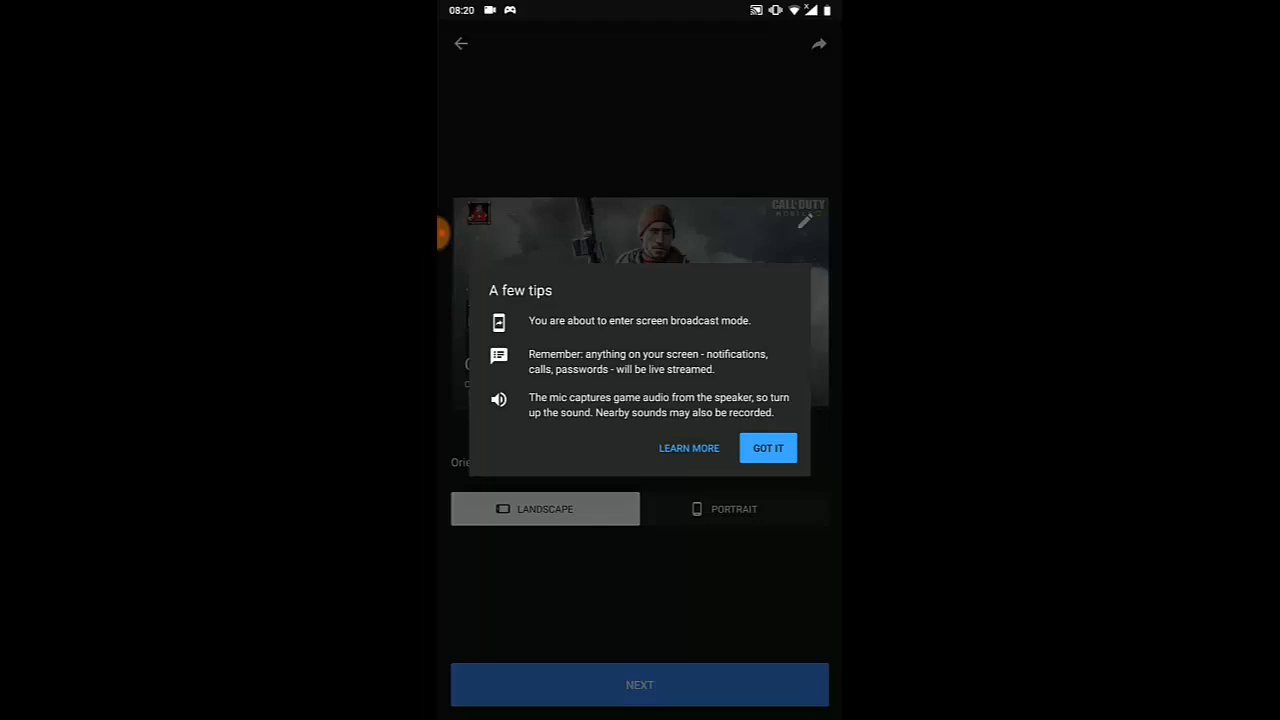 08:20
CALL OF DUTY
MOBILE
A few tips
You are about to enter screen broadcast mode.
Remember: anything on your screen - notifications,
calls, passwords - will be live streamed.
The mic captures game audio from the speaker, so turn
up the sound. Nearby sounds may also be recorded.
LEARN MORE
GOT IT
Orie
LANDSCAPE
PORTRAIT
NEXT